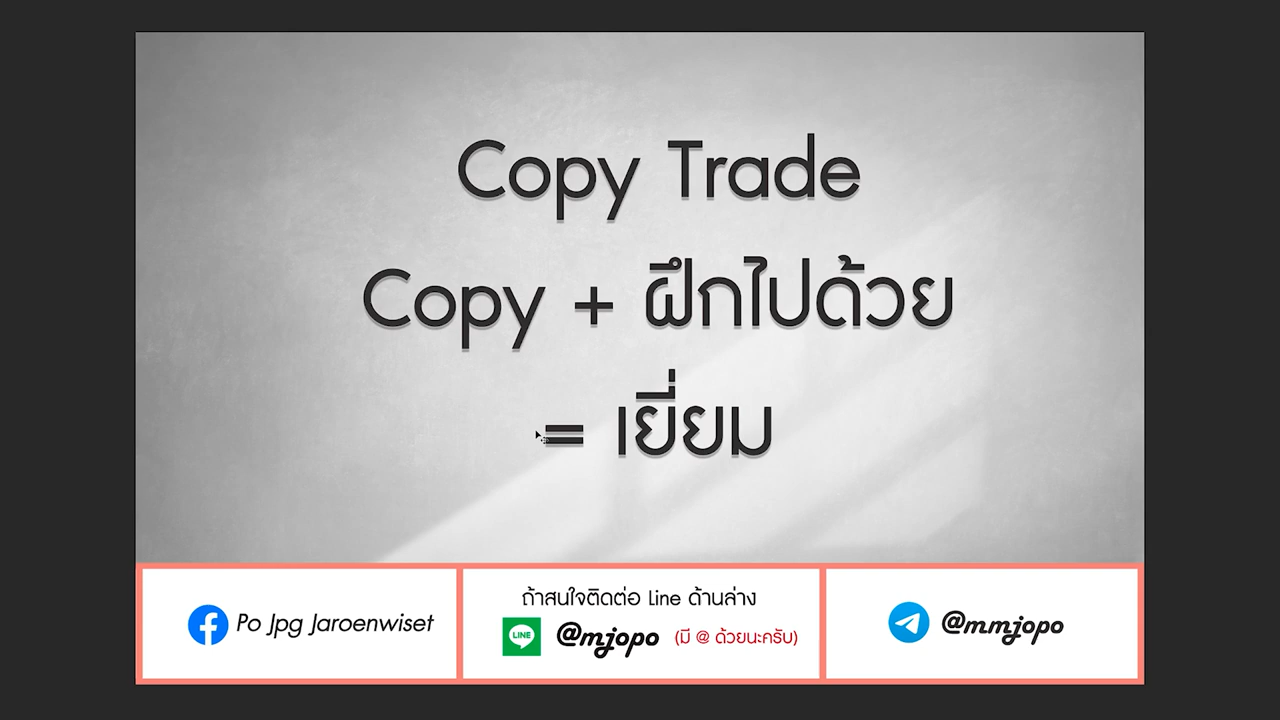 Copy Trade
Copy + ฝึกไปด้วย
= เยี่ยม
Po Jpg Jaroenwiset
ถ้าสนใจติดต่อ Line ด้านล่าง
LINE
@mjopo (มี @ ด้วยนะครับ)
@mmjopo